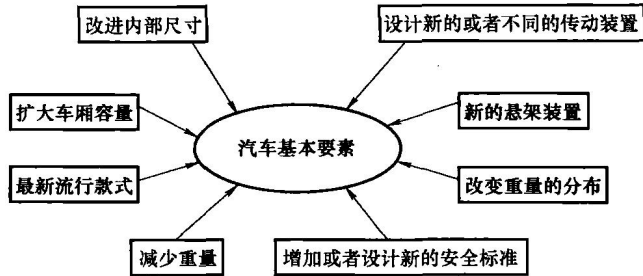 改进内部尺寸
设计新的或者不同的传动装置
扩大车厢容量
新的悬架装置
汽车基本要素
最新流行款式
改变重量的分布
减少重量
增加或者设计新的安全标准